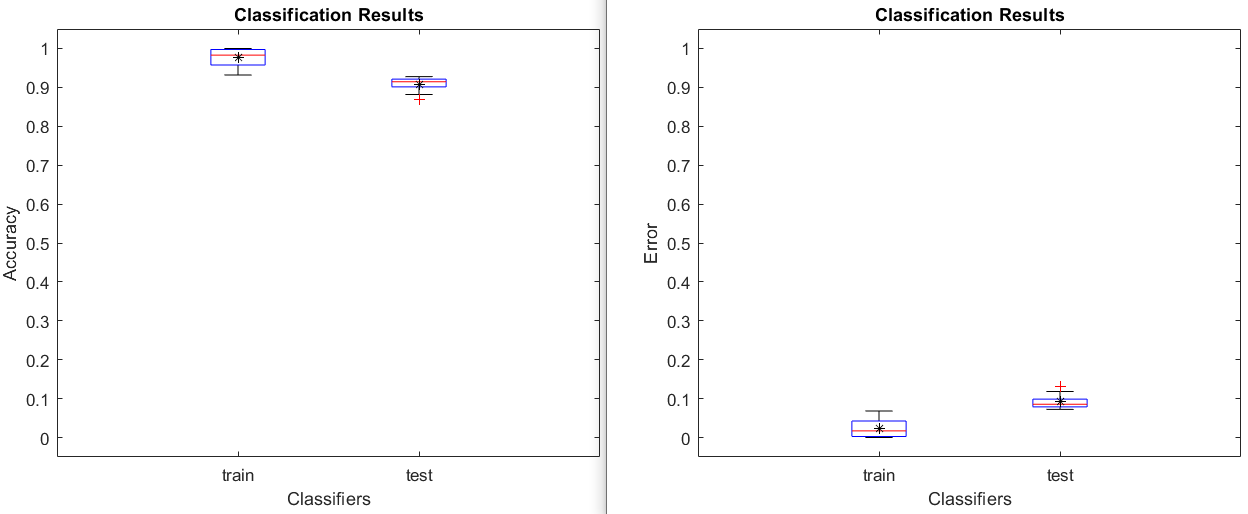 Classification Results
1
0.9
0.8
0.7
0.6
0.5
0.4
0.3
0.2
0.1
0
Accuracy
train test
Classifiers
Classification Results
1
0.9
0.8
0.7
0.6
0.5
0.4
0.3
0.2
0.1
0
Error
train test
Classifiers